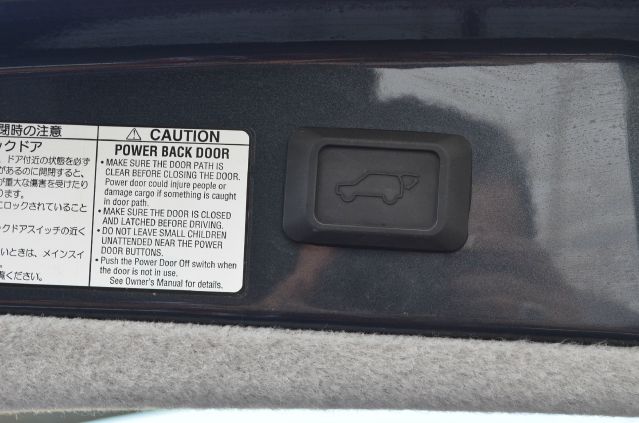 閉時の注意
ックドア
、ドア付近の状態を必ず
があるのに開閉すると、
が重大な傷害を受けたり
ります。
にロックされていること
ックドアスイッチの近く
いときは、メインスイ
覧ください。
CAUTION
POWER BACK DOOR
• MAKE SURE THE DOOR PATH IS
CLEAR BEFORE CLOSING THE DOOR.
Power door could injure people or
damage cargo if something is caught
in door path.
• MAKE SURE THE DOOR IS CLOSED
AND LATCHED BEFORE DRIVING.
• DO NOT LEAVE SMALL CHILDREN
UNATTENDED NEAR THE POWER
DOOR BUTTONS.
• Push the Power Door Off switch when
the door is not in use.
See Owner's Manual for details.